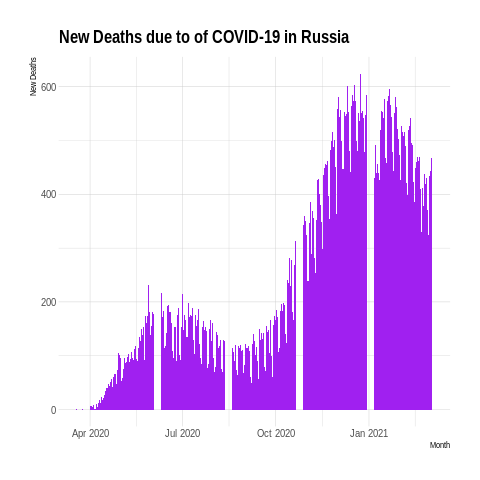 New Deaths due to of COVID-19 in Russia
New Deaths
600
400
200
0
Apr 2020 Jul 2020 Oct 2020 Jan 2021
Month